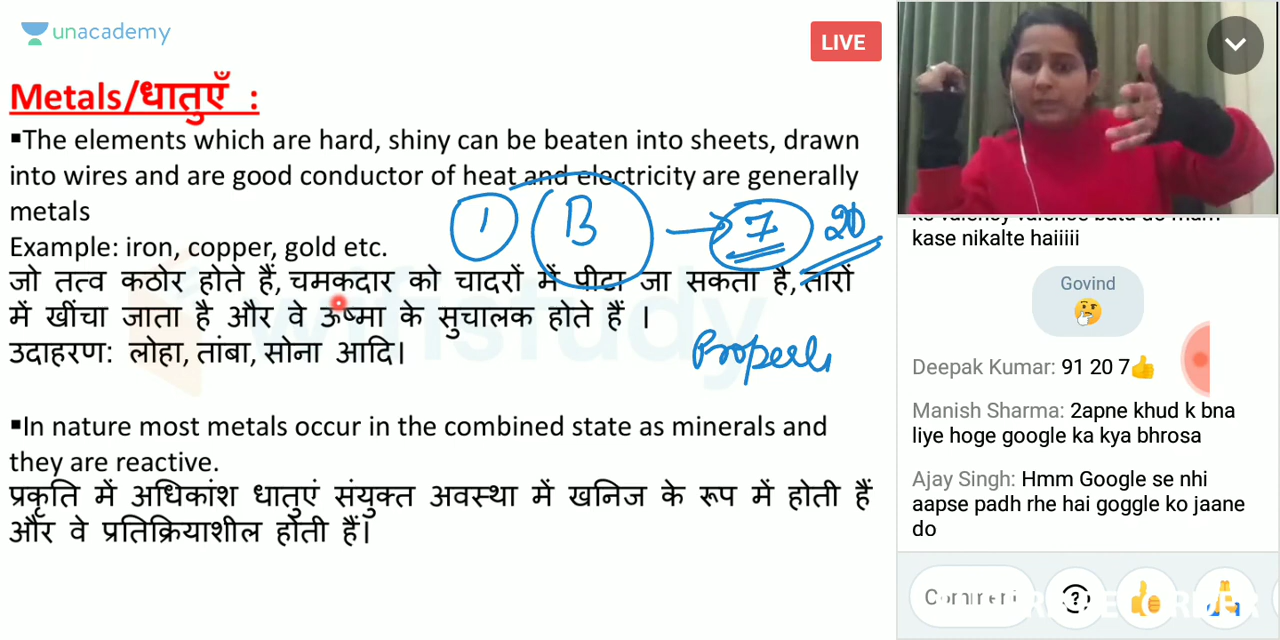 unacademy
LIVE
Metals/धातुएँ :
▪The elements which are hard, shiny can be beaten into sheets, drawn
into wires and are good conductor of heat and electricity are generally
metals
Example: iron, copper, gold etc.
जो तत्व कठोर होते हैं, चमकदार को चादरों में पीटा जा सकता है, तारों
में खींचा जाता है और वे ऊष्मा के सुचालक होते हैं ।
उदाहरण: लोहा, तांबा, सोना आदि।
1 B 7 20
wifistudy
▪In nature most metals occur in the combined state as minerals and
they are reactive.
प्रकृति में अधिकांश धातुएं संयुक्त अवस्था में खनिज के रूप में होती हैं
और वे प्रतिक्रियाशील होती हैं।
kase nikalte haiiiii
Govind
Deepak Kumar: 91 20 7👍
Manish Sharma: 2apne khud k bna
liye hoge google ka kya bhrosa
Ajay Singh: Hmm Google se nhi
aapse padh rhe hai goggle ko jaane
do
Comment